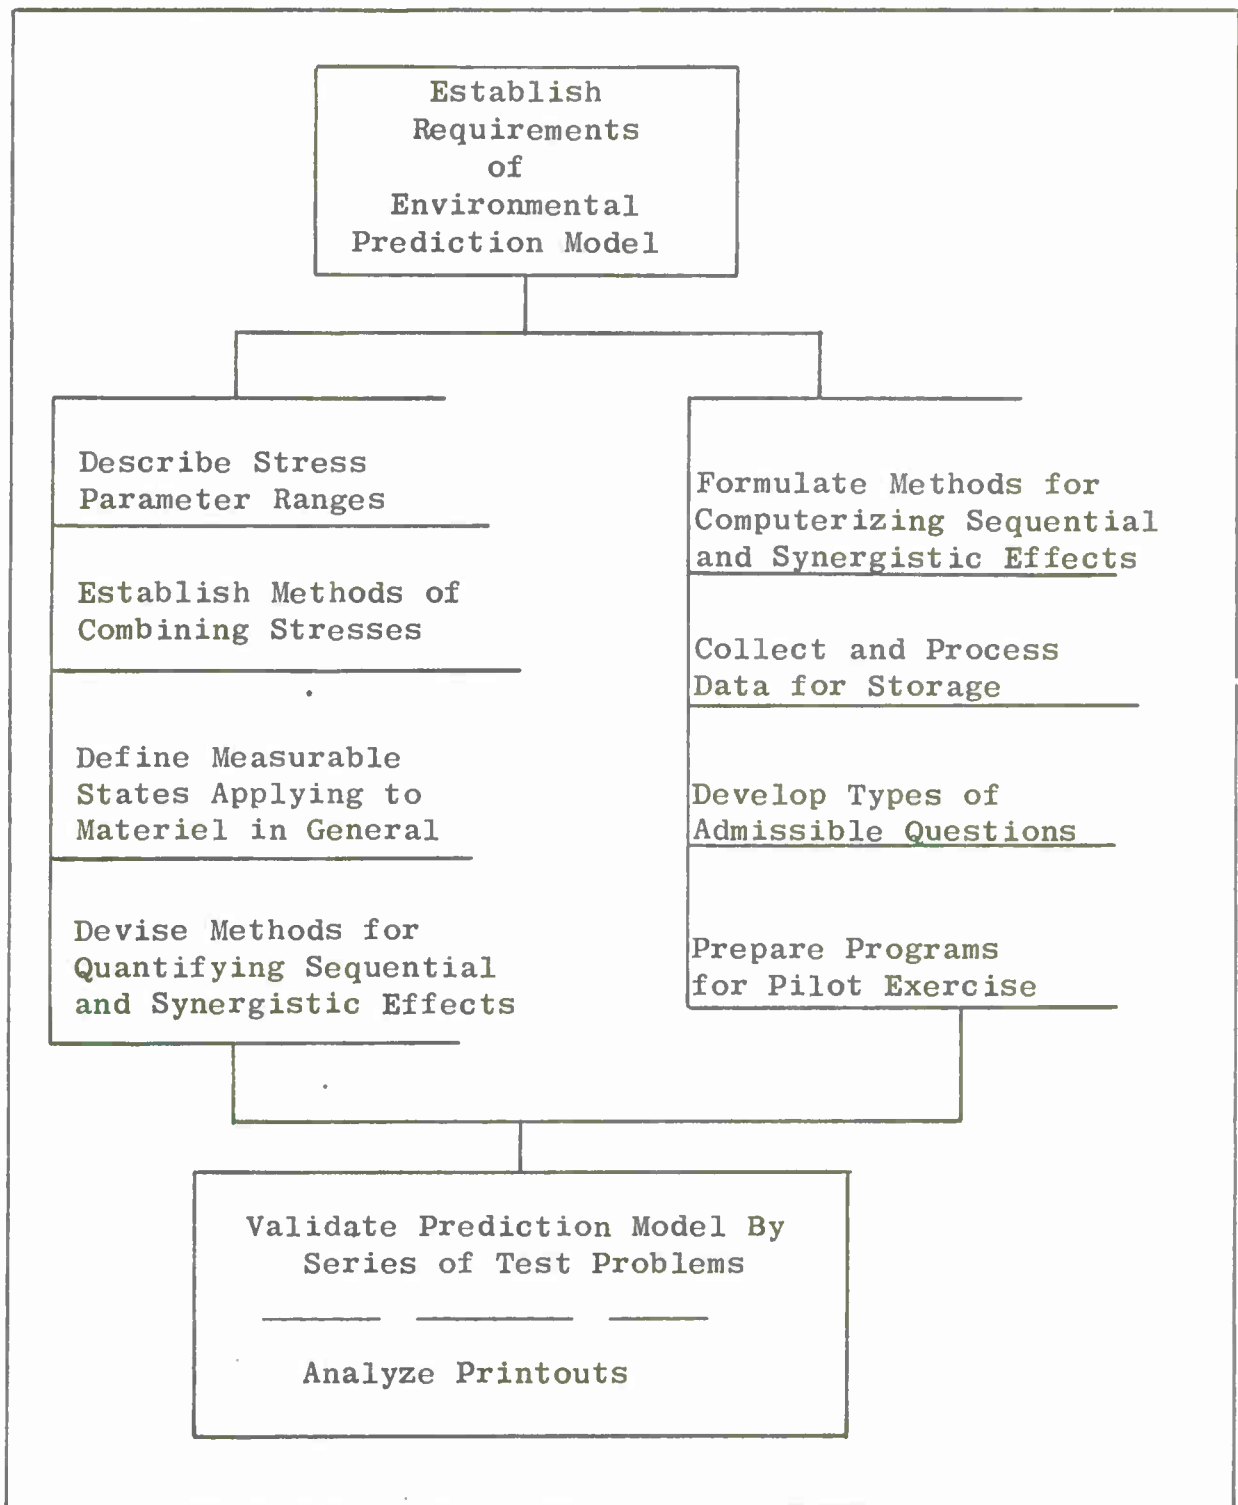 Establish
Requirements
of
Environmental
Prediction Model
Describe Stress
Parameter Ranges
Establish Methods of
Combining Stresses
Define Measurable
States Applying to
Materiel in General
Devise Methods for
Quantifying Sequential
and Synergistic Effects
Formulate Methods for
Computerizing Sequential
and Synergistic Effects
Collect and Process
Data for Storage
Develop Types of
Admissible Questions
Prepare Programs
for Pilot Exercise
Validate Prediction Model By
Series of Test Problems
Analyze Printouts